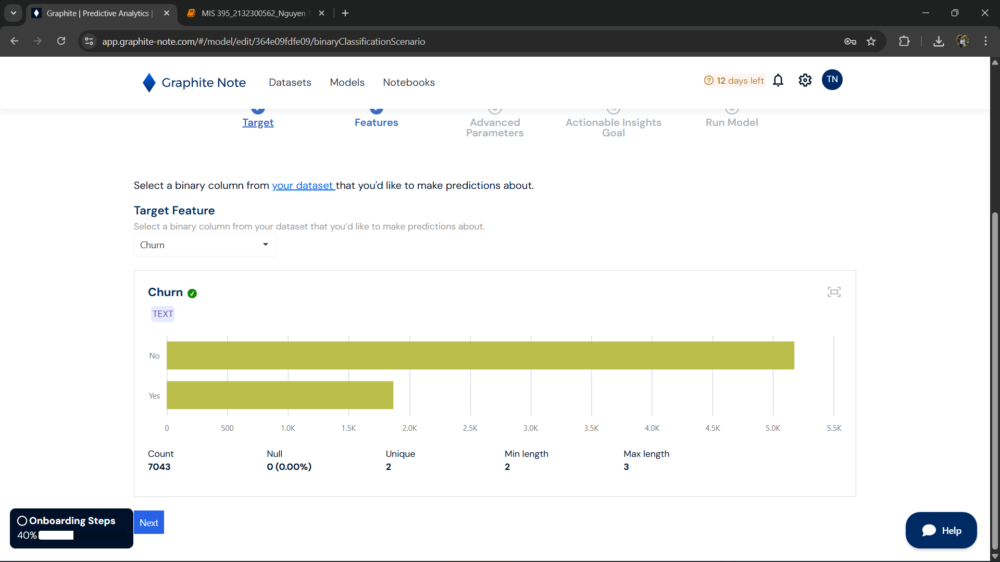 Graphite | Predictive Analytics |
MIS 395_2132300562_Nguyen
app.graphite-note.com/#/model/edit/364e09fdfe09/binaryClassificationScenario
Graphite Note
Datasets
Models
Notebooks
12 days left
TN
Target
Features
Advanced
Parameters
Actionable Insights
Goal
Run Model
Select a binary column from your dataset that you'd like to make predictions about.
Target Feature
Select a binary column from your dataset that you’d like to make predictions about.
Churn
Churn
TEXT
No
Yes
0 500 1.0K 1.5K 2.0K 2.5K 3.0K 3.5K 4.0K 4.5K 5.0K 5.5K
Count Null Unique Min length Max length
7043 0 (0.00%) 2 2 3
Onboarding Steps
40%
Next
Help